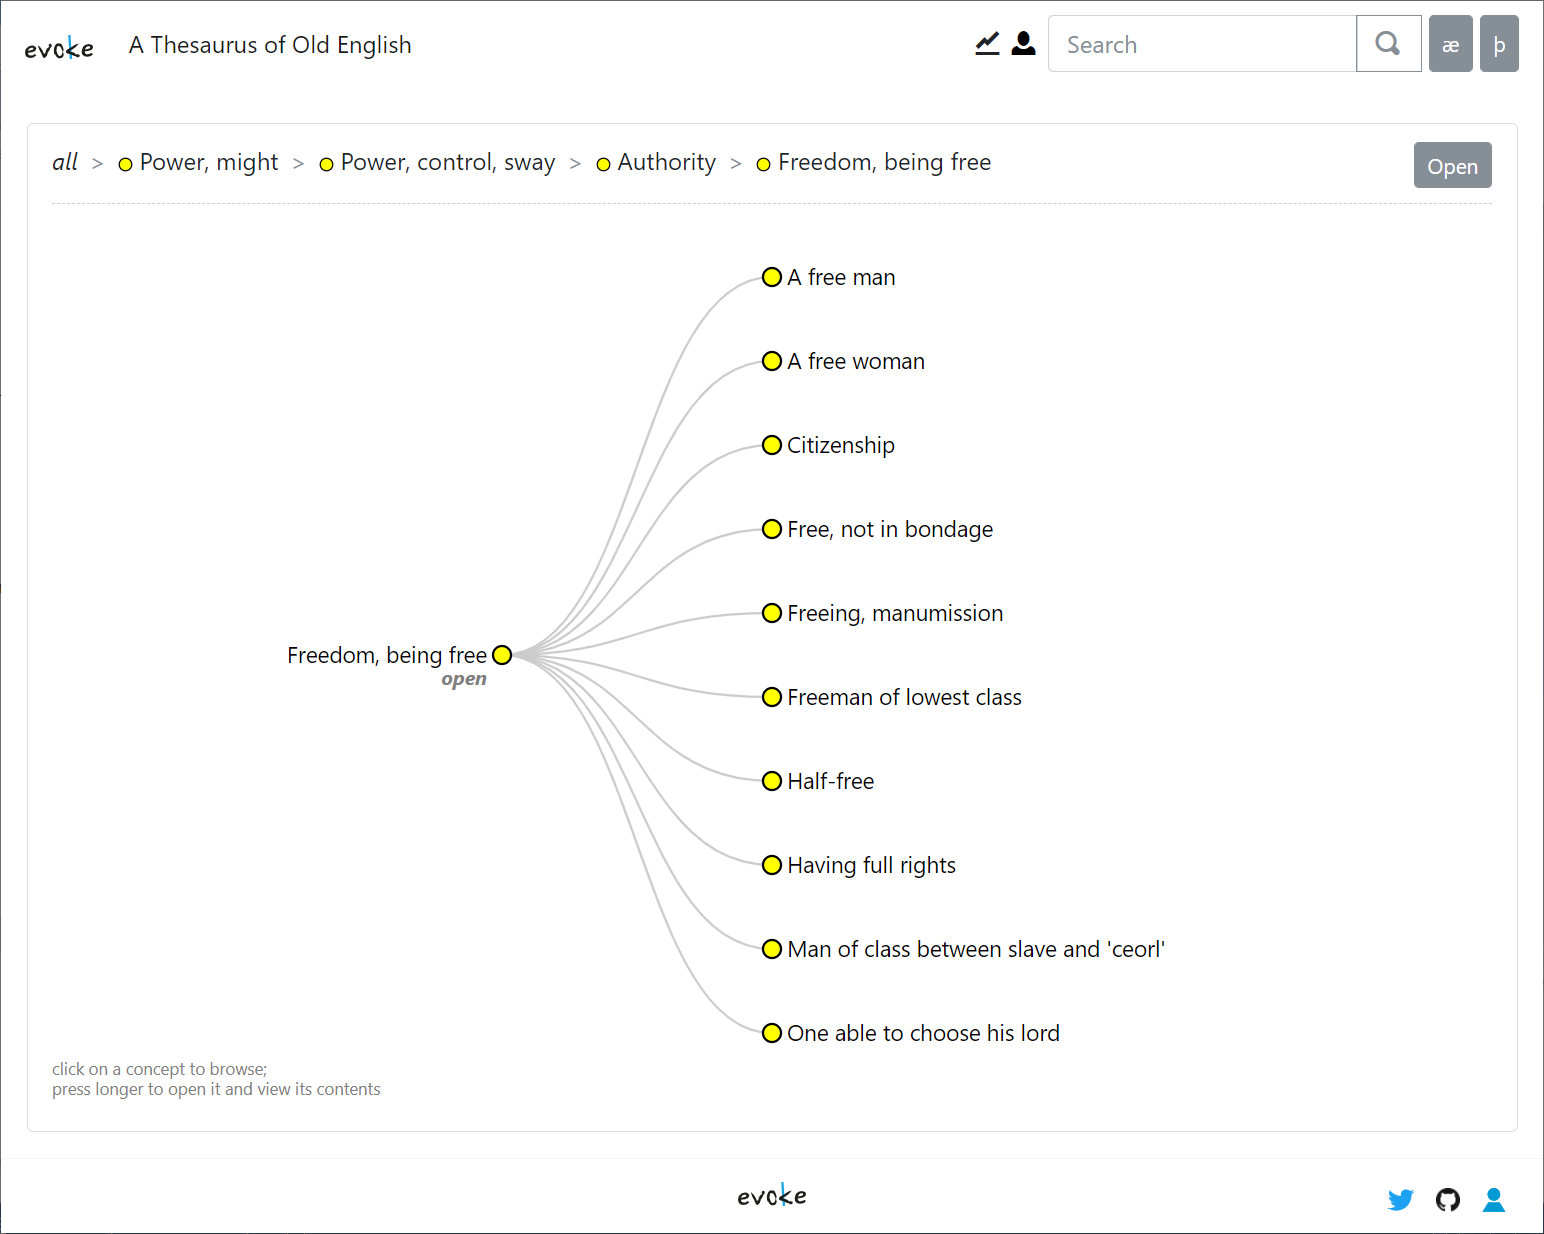 evoke A Thesaurus of Old English Search æ þ
all > Power, might > Power, control, sway > Authority > Freedom, being free Open
A free man
A free woman
Citizenship
Free, not in bondage
Freeing, manumission
Freedom, being free
open
Freeman of lowest class
Half-free
Having full rights
Man of class between slave and 'ceorl'
One able to choose his lord
click on a concept to browse;
press longer to open it and view its contents
evoke